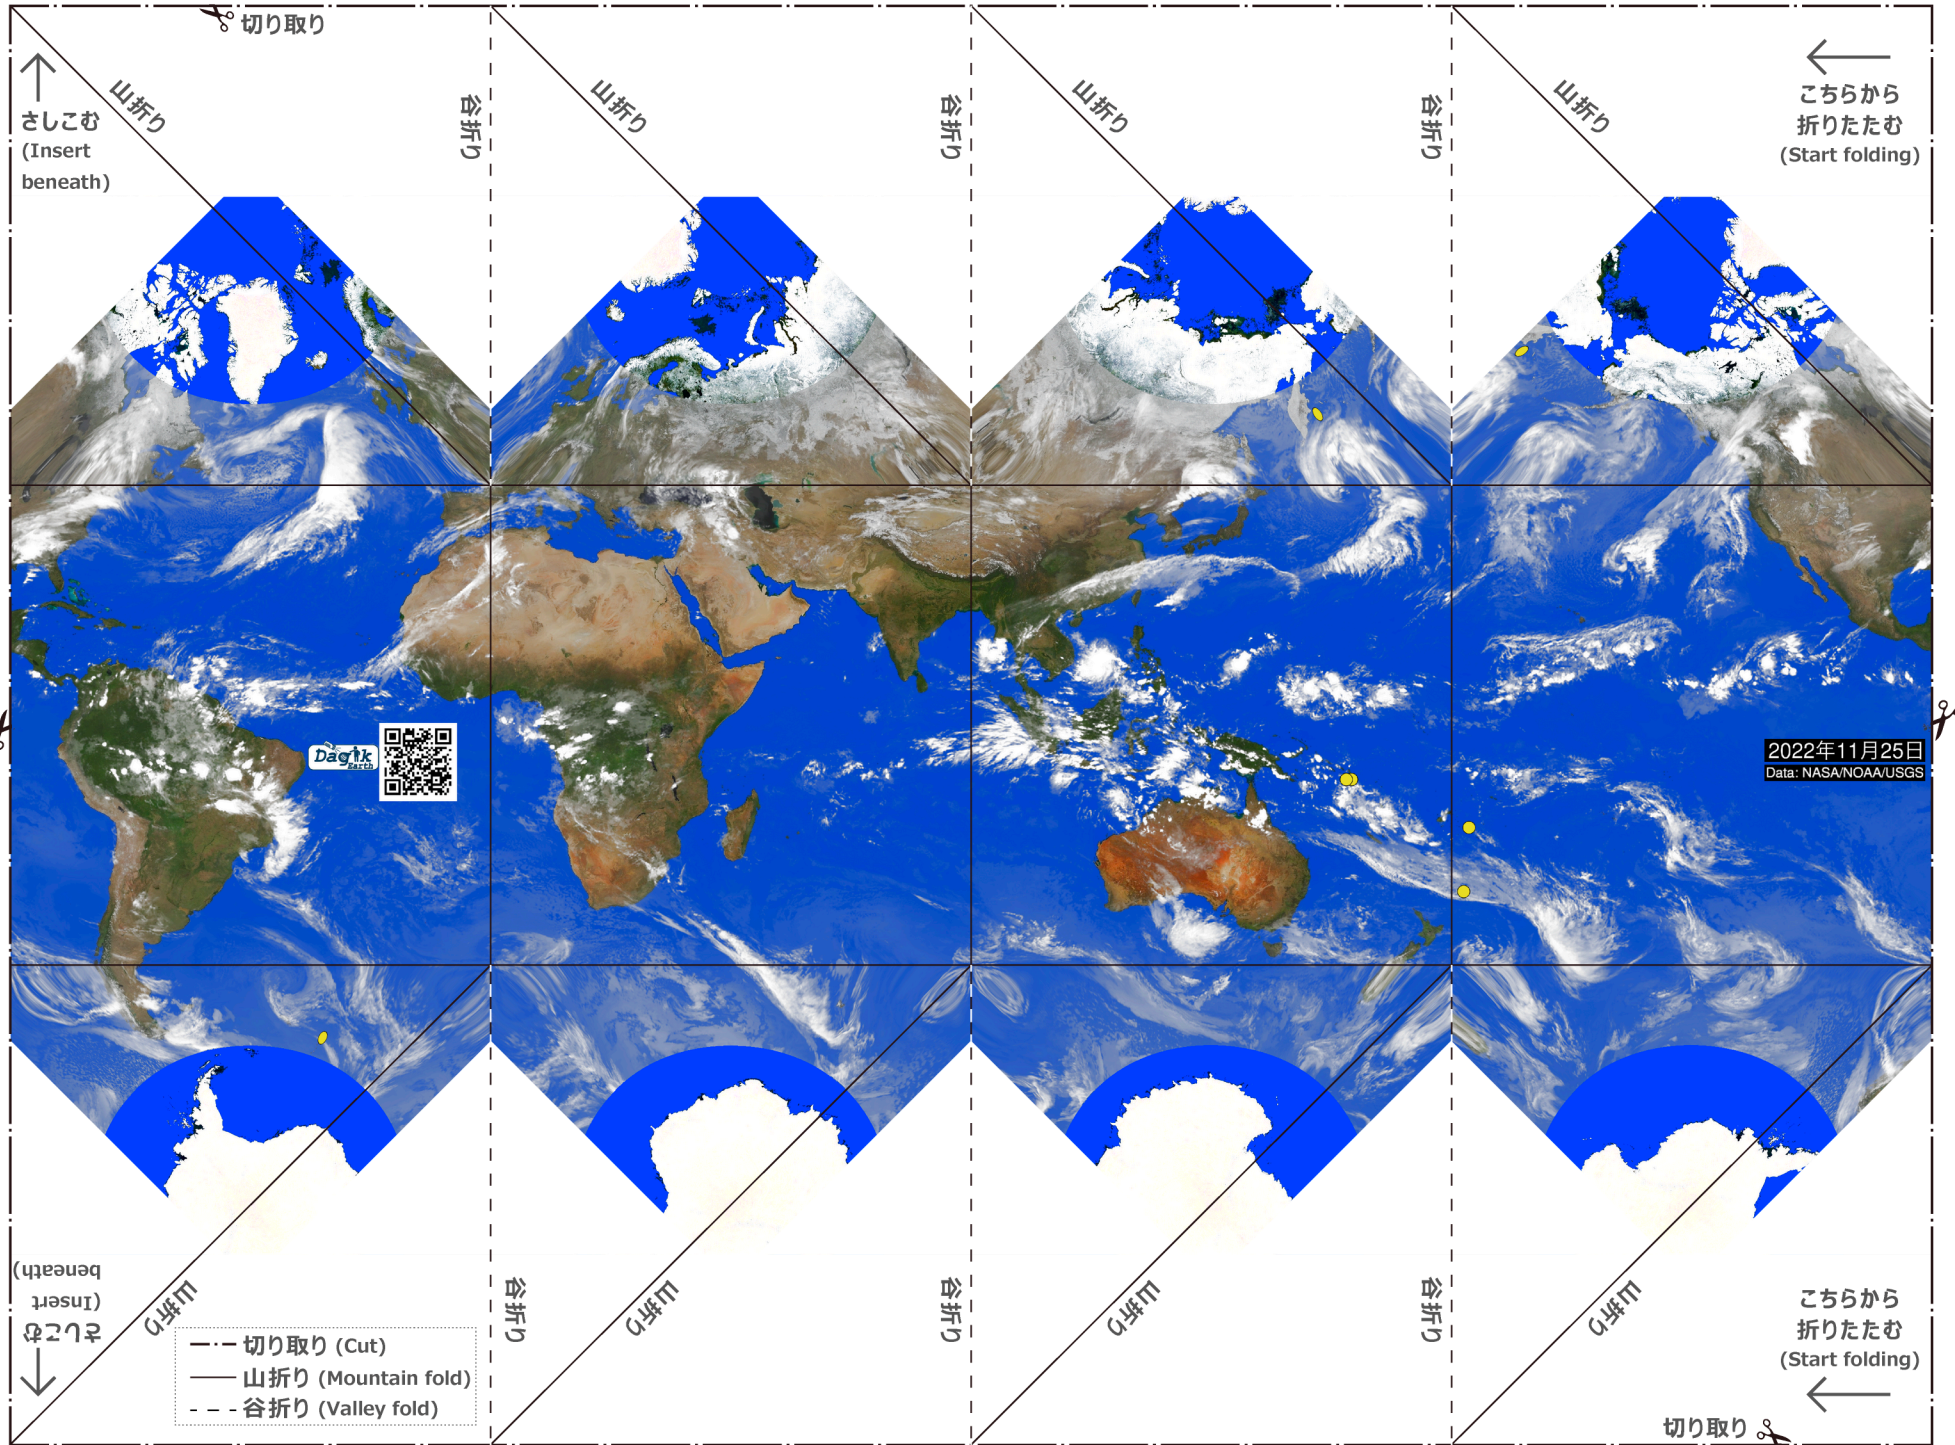 切り取り
山折り
谷折り
山折り
谷折り
山折り
谷折り
山折り
さしこむ
(Insert
beneath)
こちらから
折りたたむ
(Start folding)
Dagik
Earth
2022年11月25日
Data: NASA/NOAA/USGS
さしこむ
(Insert
beneath)
山折り
谷折り
山折り
谷折り
山折り
谷折り
山折り
こちらから
折りたたむ
(Start folding)
切り取り (Cut)
山折り (Mountain fold)
谷折り (Valley fold)
切り取り